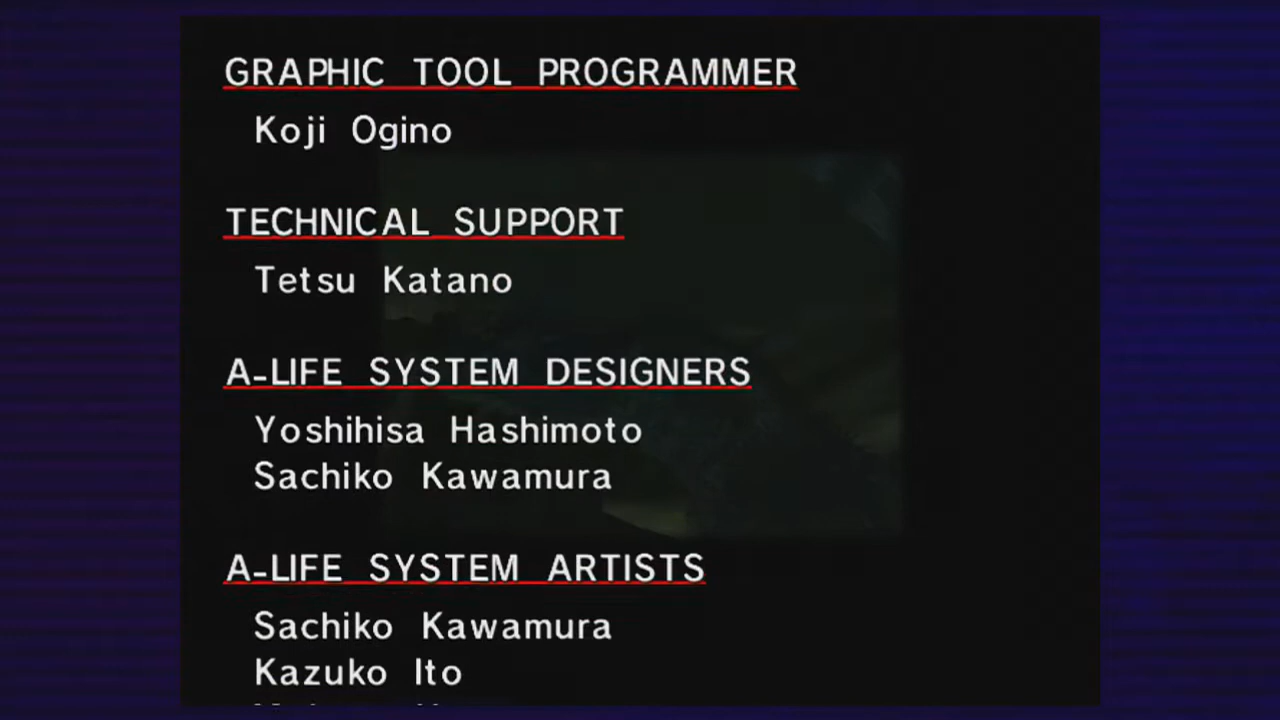 GRAPHIC TOOL PROGRAMMER
Koji Ogino
TECHNICAL SUPPORT
Tetsu Katano
A-LIFE SYSTEM DESIGNERS
Yoshihisa Hashimoto
Sachiko Kawamura
A-LIFE SYSTEM ARTISTS
Sachiko Kawamura
Kazuko Ito